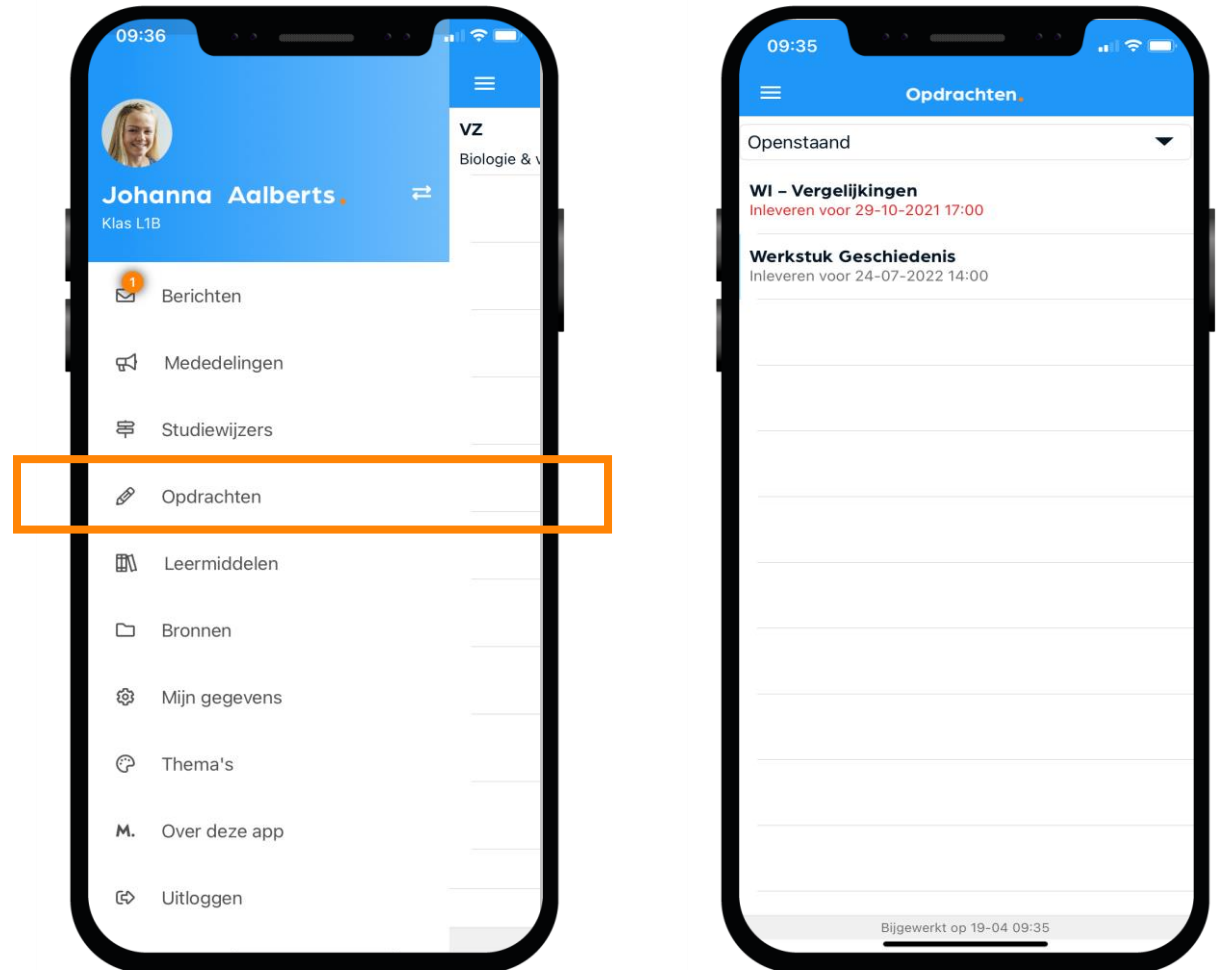 09:36
VZ
Biologie & v
Johanna Aalberts.
Klas L1B
1
Berichten
Mededelingen
Studiewijzers
Opdrachten
Leermiddelen
Bronnen
Mijn gegevens
Thema's
M. Over deze app
Uitloggen
09:35
Opdrachten.
Openstaand
WI – Vergelijkingen
Inleveren voor 29-10-2021 17:00
Werkstuk Geschiedenis
Inleveren voor 24-07-2022 14:00
Bijgewerkt op 19-04 09:35